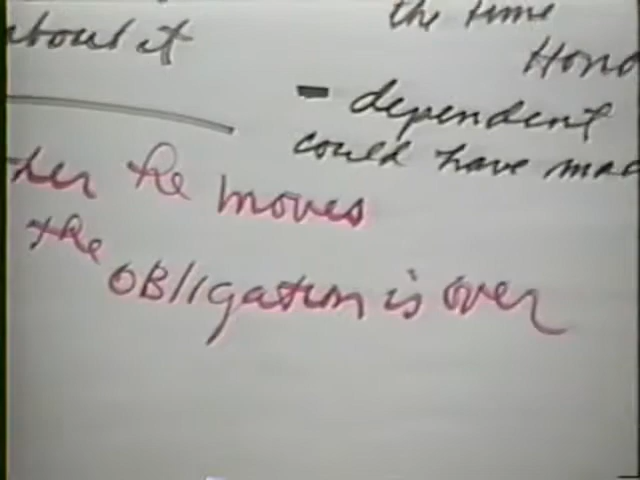 about it
the time
Hono
- dependent
could have mad
her he moves
the
obligation is over